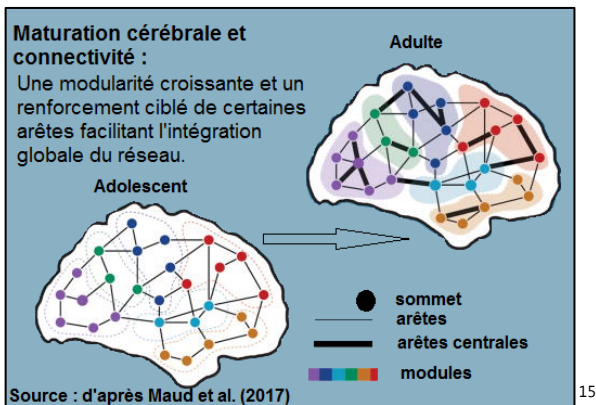 Maturation cérébrale et
connectivité :
Une modularité croissante et un
renforcement ciblé de certaines
arêtes facilitant l'intégration
globale du réseau.
Adulte
Adolescent
sommet
arêtes
arêtes centrales
modules
Source : d'après Maud et al. (2017)
15